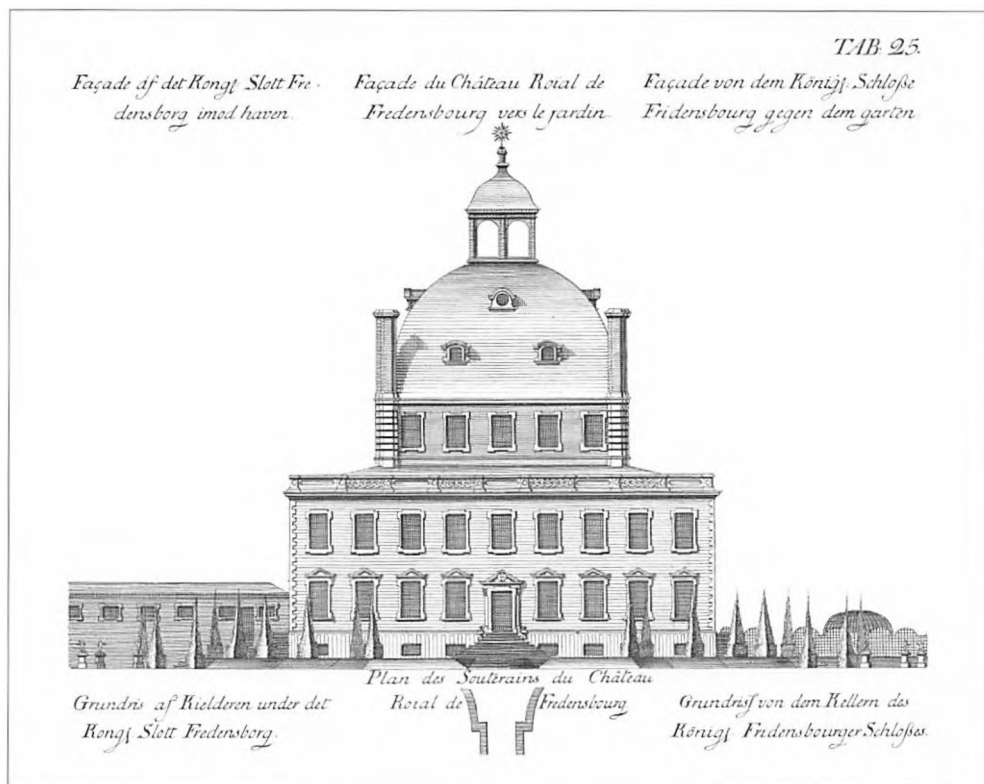 TAB: 25.
Façade af det Kongl Slott Fre-
densborg imod haven.
Façade du Château Roial de
Fredensbourg vers le jardin.
Façade von dem Königl: Schloße
Fridensbourg gegen dem garten
Plan des Souterains du Château
Roial de Fredensbourg
Grundris af Kielderen under det
Kongl Slott Fredensborg.
Grundriss von dem Kellern des
Königl Fridensbourger Schloßes.